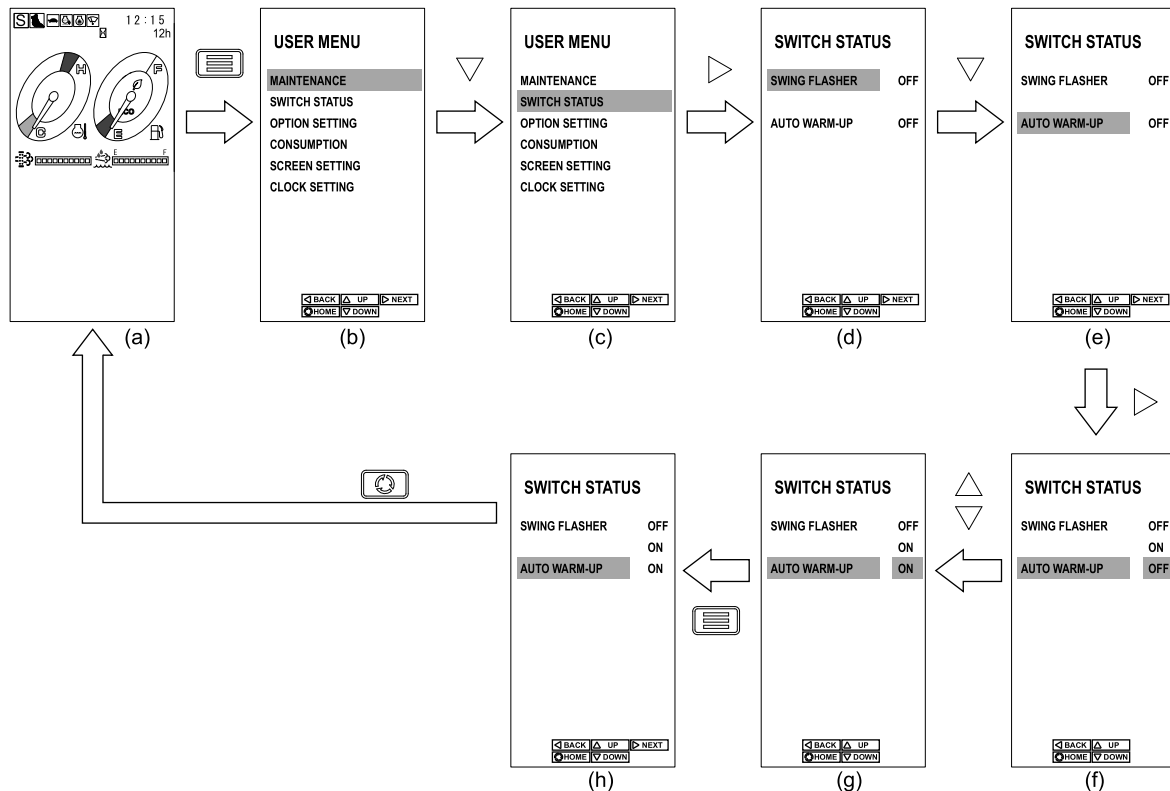 S 12:15
12h
H F
eco
C E
E F
(a)
USER MENU
MAINTENANCE
SWITCH STATUS
OPTION SETTING
CONSUMPTION
SCREEN SETTING
CLOCK SETTING
BACK UP NEXT
HOME DOWN
(b)
USER MENU
MAINTENANCE
SWITCH STATUS
OPTION SETTING
CONSUMPTION
SCREEN SETTING
CLOCK SETTING
BACK UP NEXT
HOME DOWN
(c)
SWITCH STATUS
SWING FLASHER OFF
AUTO WARM-UP OFF
BACK UP NEXT
HOME DOWN
(d)
SWITCH STATUS
SWING FLASHER OFF
AUTO WARM-UP OFF
BACK UP NEXT
HOME DOWN
(e)
SWITCH STATUS
SWING FLASHER OFF
ON
AUTO WARM-UP OFF
BACK UP
HOME DOWN
(f)
SWITCH STATUS
SWING FLASHER OFF
ON
AUTO WARM-UP ON
BACK UP
HOME DOWN
(g)
SWITCH STATUS
SWING FLASHER OFF
ON
AUTO WARM-UP ON
BACK UP NEXT
HOME DOWN
(h)